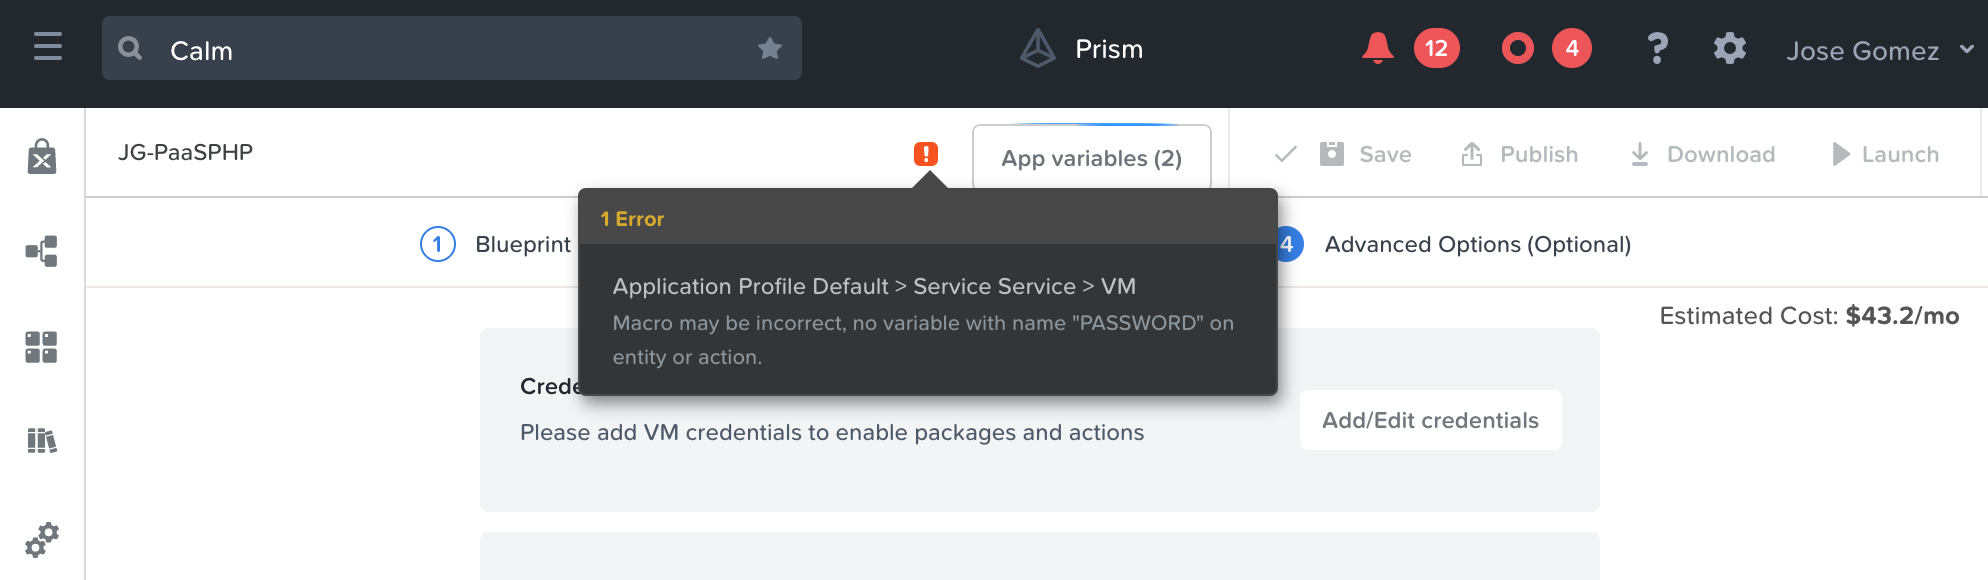 Calm
Prism
12
4
?
Jose Gomez
JG-PaaSPHP
!
App variables (2)
Save
Publish
Download
Launch
1 Error
1
Blueprint
4
Advanced Options (Optional)
Application Profile Default > Service Service > VM
Macro may be incorrect, no variable with name "PASSWORD" on
entity or action.
Estimated Cost: $43.2/mo
Please add VM credentials to enable packages and actions
Add/Edit credentials